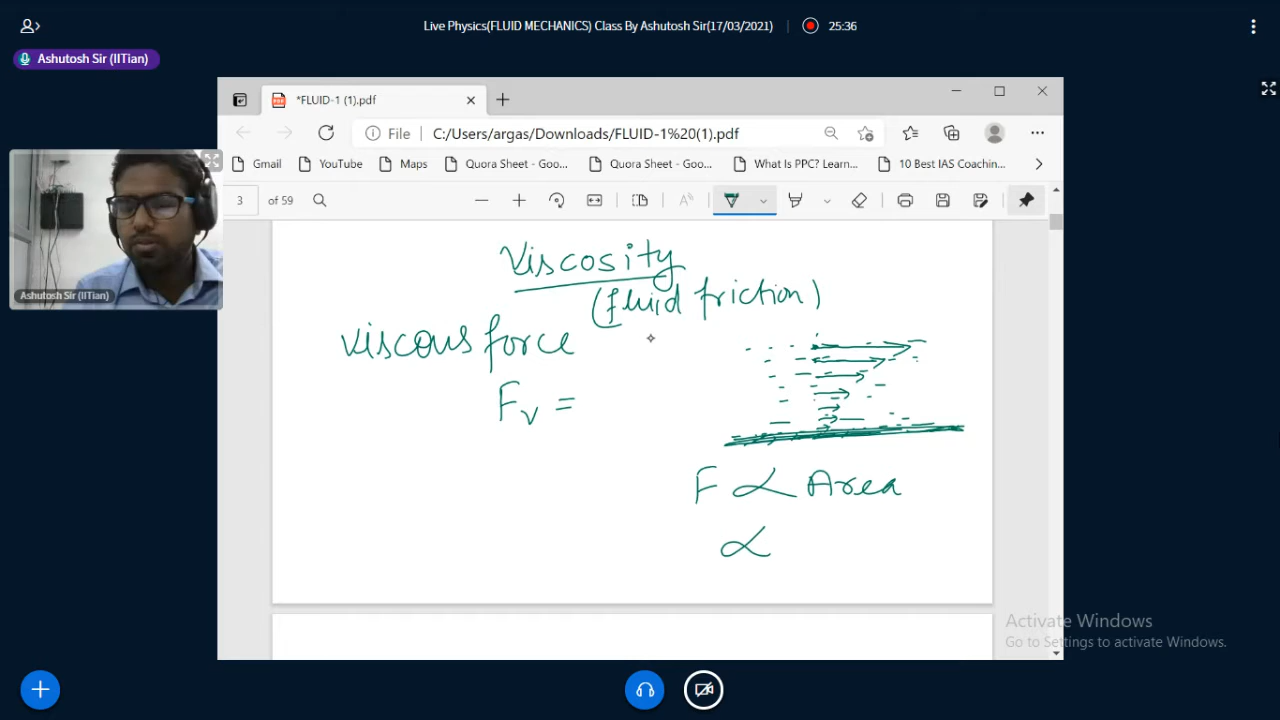 Live Physics(FLUID MECHANICS) Class By Ashutosh Sir(17/03/2021)
25:36
Ashutosh Sir (IITian)
*FLUID-1 (1).pdf
File
C:/Users/argas/Downloads/FLUID-1%20(1).pdf
Gmail
YouTube
Maps
Quora Sheet - Goo...
Quora Sheet - Goo...
What Is PPC? Learn...
10 Best IAS Coachin...
3 of 59
Ashutosh Sir (IITian)
Viscosity
(fluid friction)
Viscous force
Fv =
F ∝ Area
∝
Activate Windows
Go to Settings to activate Windows.